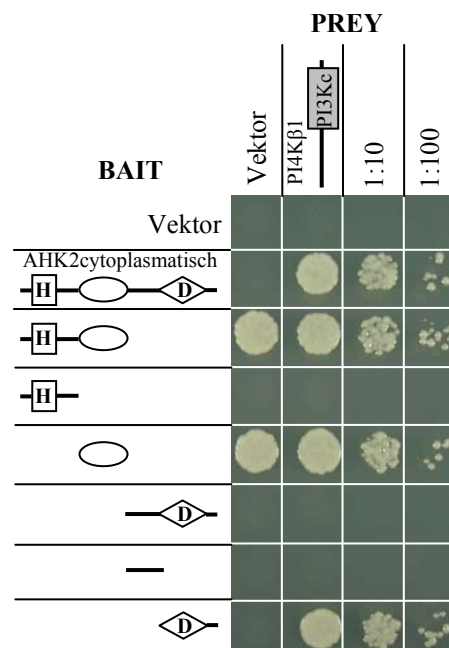 PREY
Vektor
PI4Kβ1
PI3Kc
1:10
1:100
BAIT
Vektor
AHK2cytoplasmatisch
H
D
H
H
D
D